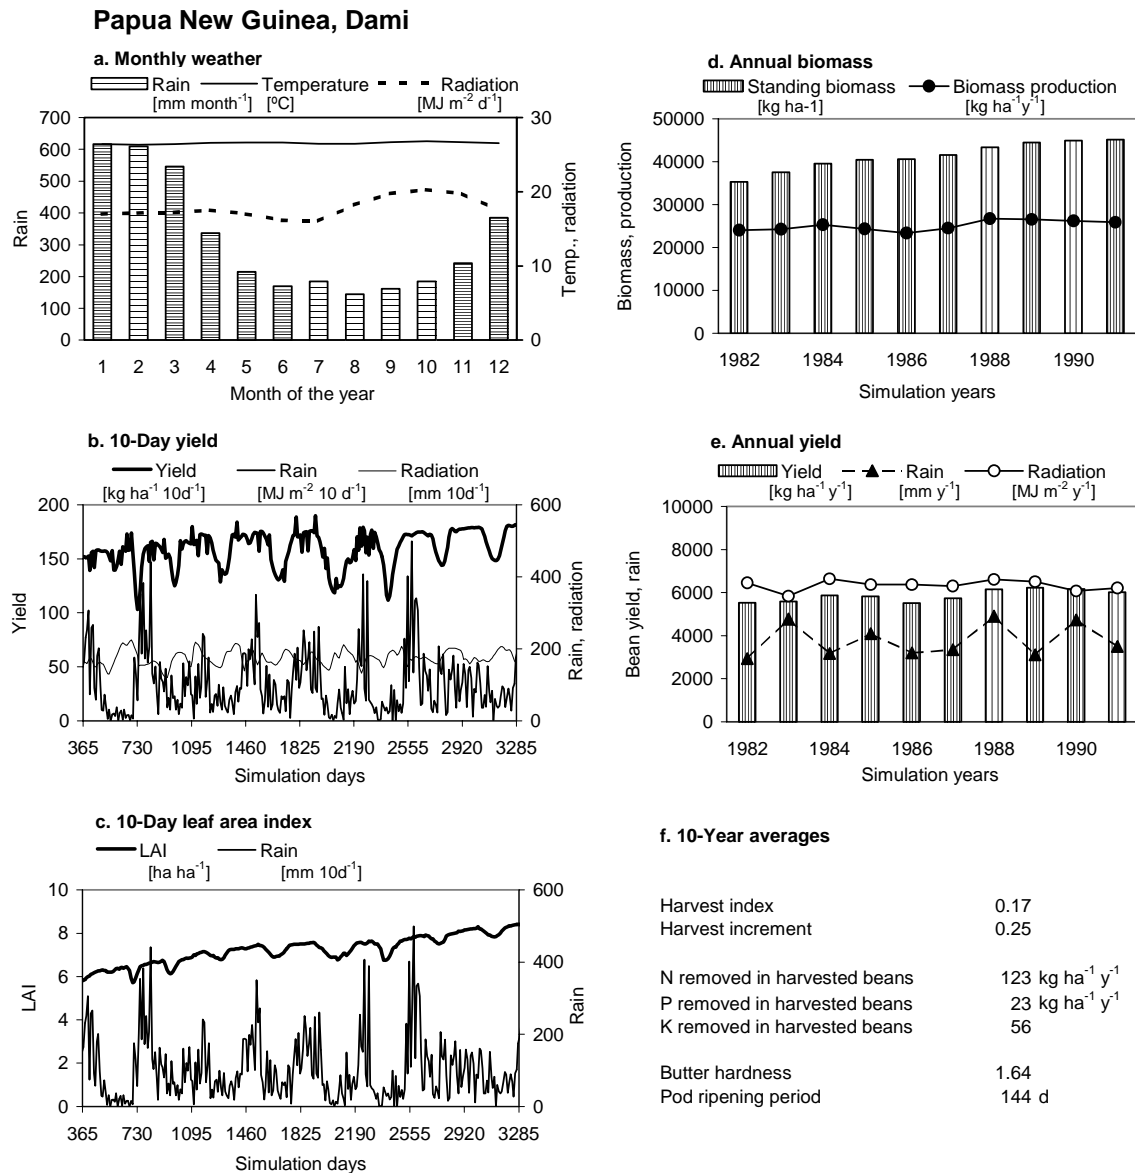 Papua New Guinea, Dami
a. Monthly weather
Rain Temperature Radiation
[mm month-1] [ºC] [MJ m-2 d-1]
700 600 500 400 300 200 100 0
Rain
30 20 10 0
Temp., radiation
1 2 3 4 5 6 7 8 9 10 11 12
Month of the year
d. Annual biomass
Standing biomass Biomass production
[kg ha-1] [kg ha-1y-1]
50000 40000 30000 20000 10000 0
Biomass, production
1982 1984 1986 1988 1990
Simulation years
b. 10-Day yield
Yield Rain Radiation
[kg ha-1 10d-1] [MJ m-2 10 d-1] [mm 10d-1]
200 150 100 50 0
Yield
600 400 200 0
Rain, radiation
365 730 1095 1460 1825 2190 2555 2920 3285
Simulation days
e. Annual yield
Yield Rain Radiation
[kg ha-1 y-1] [mm y-1] [MJ m-2 y-1]
10000 8000 6000 4000 2000 0
Bean yield, rain
1982 1984 1986 1988 1990
Simulation years
c. 10-Day leaf area index
LAI Rain
[ha ha-1] [mm 10d-1]
10 8 6 4 2 0
LAI
600 400 200 0
Rain
365 730 1095 1460 1825 2190 2555 2920 3285
Simulation days
f. 10-Year averages
Harvest index 0.17
Harvest increment 0.25
N removed in harvested beans 123 kg ha-1 y-1
P removed in harvested beans 23 kg ha-1 y-1
K removed in harvested beans 56
Butter hardness 1.64
Pod ripening period 144 d